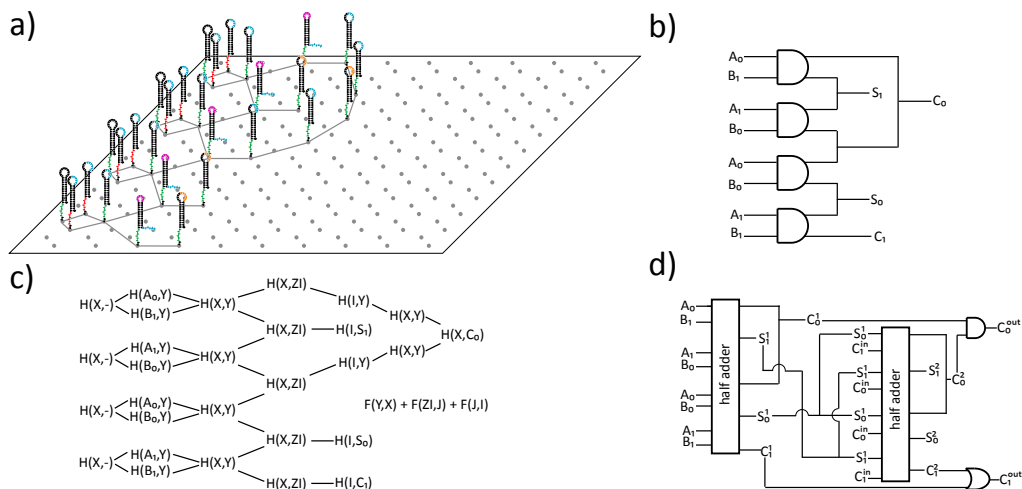 a)
b)
A₀
B₁
A₁
B₀
A₀
B₀
A₁
B₁
S₁
C₀
S₀
C₁
c)
H(X,-)
H(A₀,Y)
H(B₁,Y)
H(X,Y)
H(X,ZI)
H(I,Y)
H(X,Y)
H(X,C₀)
H(X,ZI)
H(I,S₁)
H(X,-)
H(A₁,Y)
H(B₀,Y)
H(X,Y)
H(I,Y)
H(X,Y)
H(X,ZI)
F(Y,X) + F(ZI,J) + F(J,I)
H(X,-)
H(A₀,Y)
H(B₀,Y)
H(X,Y)
H(X,ZI)
H(I,S₀)
H(X,-)
H(A₁,Y)
H(B₁,Y)
H(X,Y)
H(X,ZI)
H(I,C₁)
d)
A₀
B₁
A₁
B₀
A₀
B₀
A₁
B₁
half adder
C₀¹
S₁¹
S₀¹
C₁¹
S₀¹
C₁ⁱⁿ
S₁¹
C₀ⁱⁿ
S₀¹
C₀ⁱⁿ
S₁¹
C₁ⁱⁿ
half adder
S₁²
C₀²
S₀²
C₁²
C₀ᵒᵘᵗ
C₁ᵒᵘᵗ